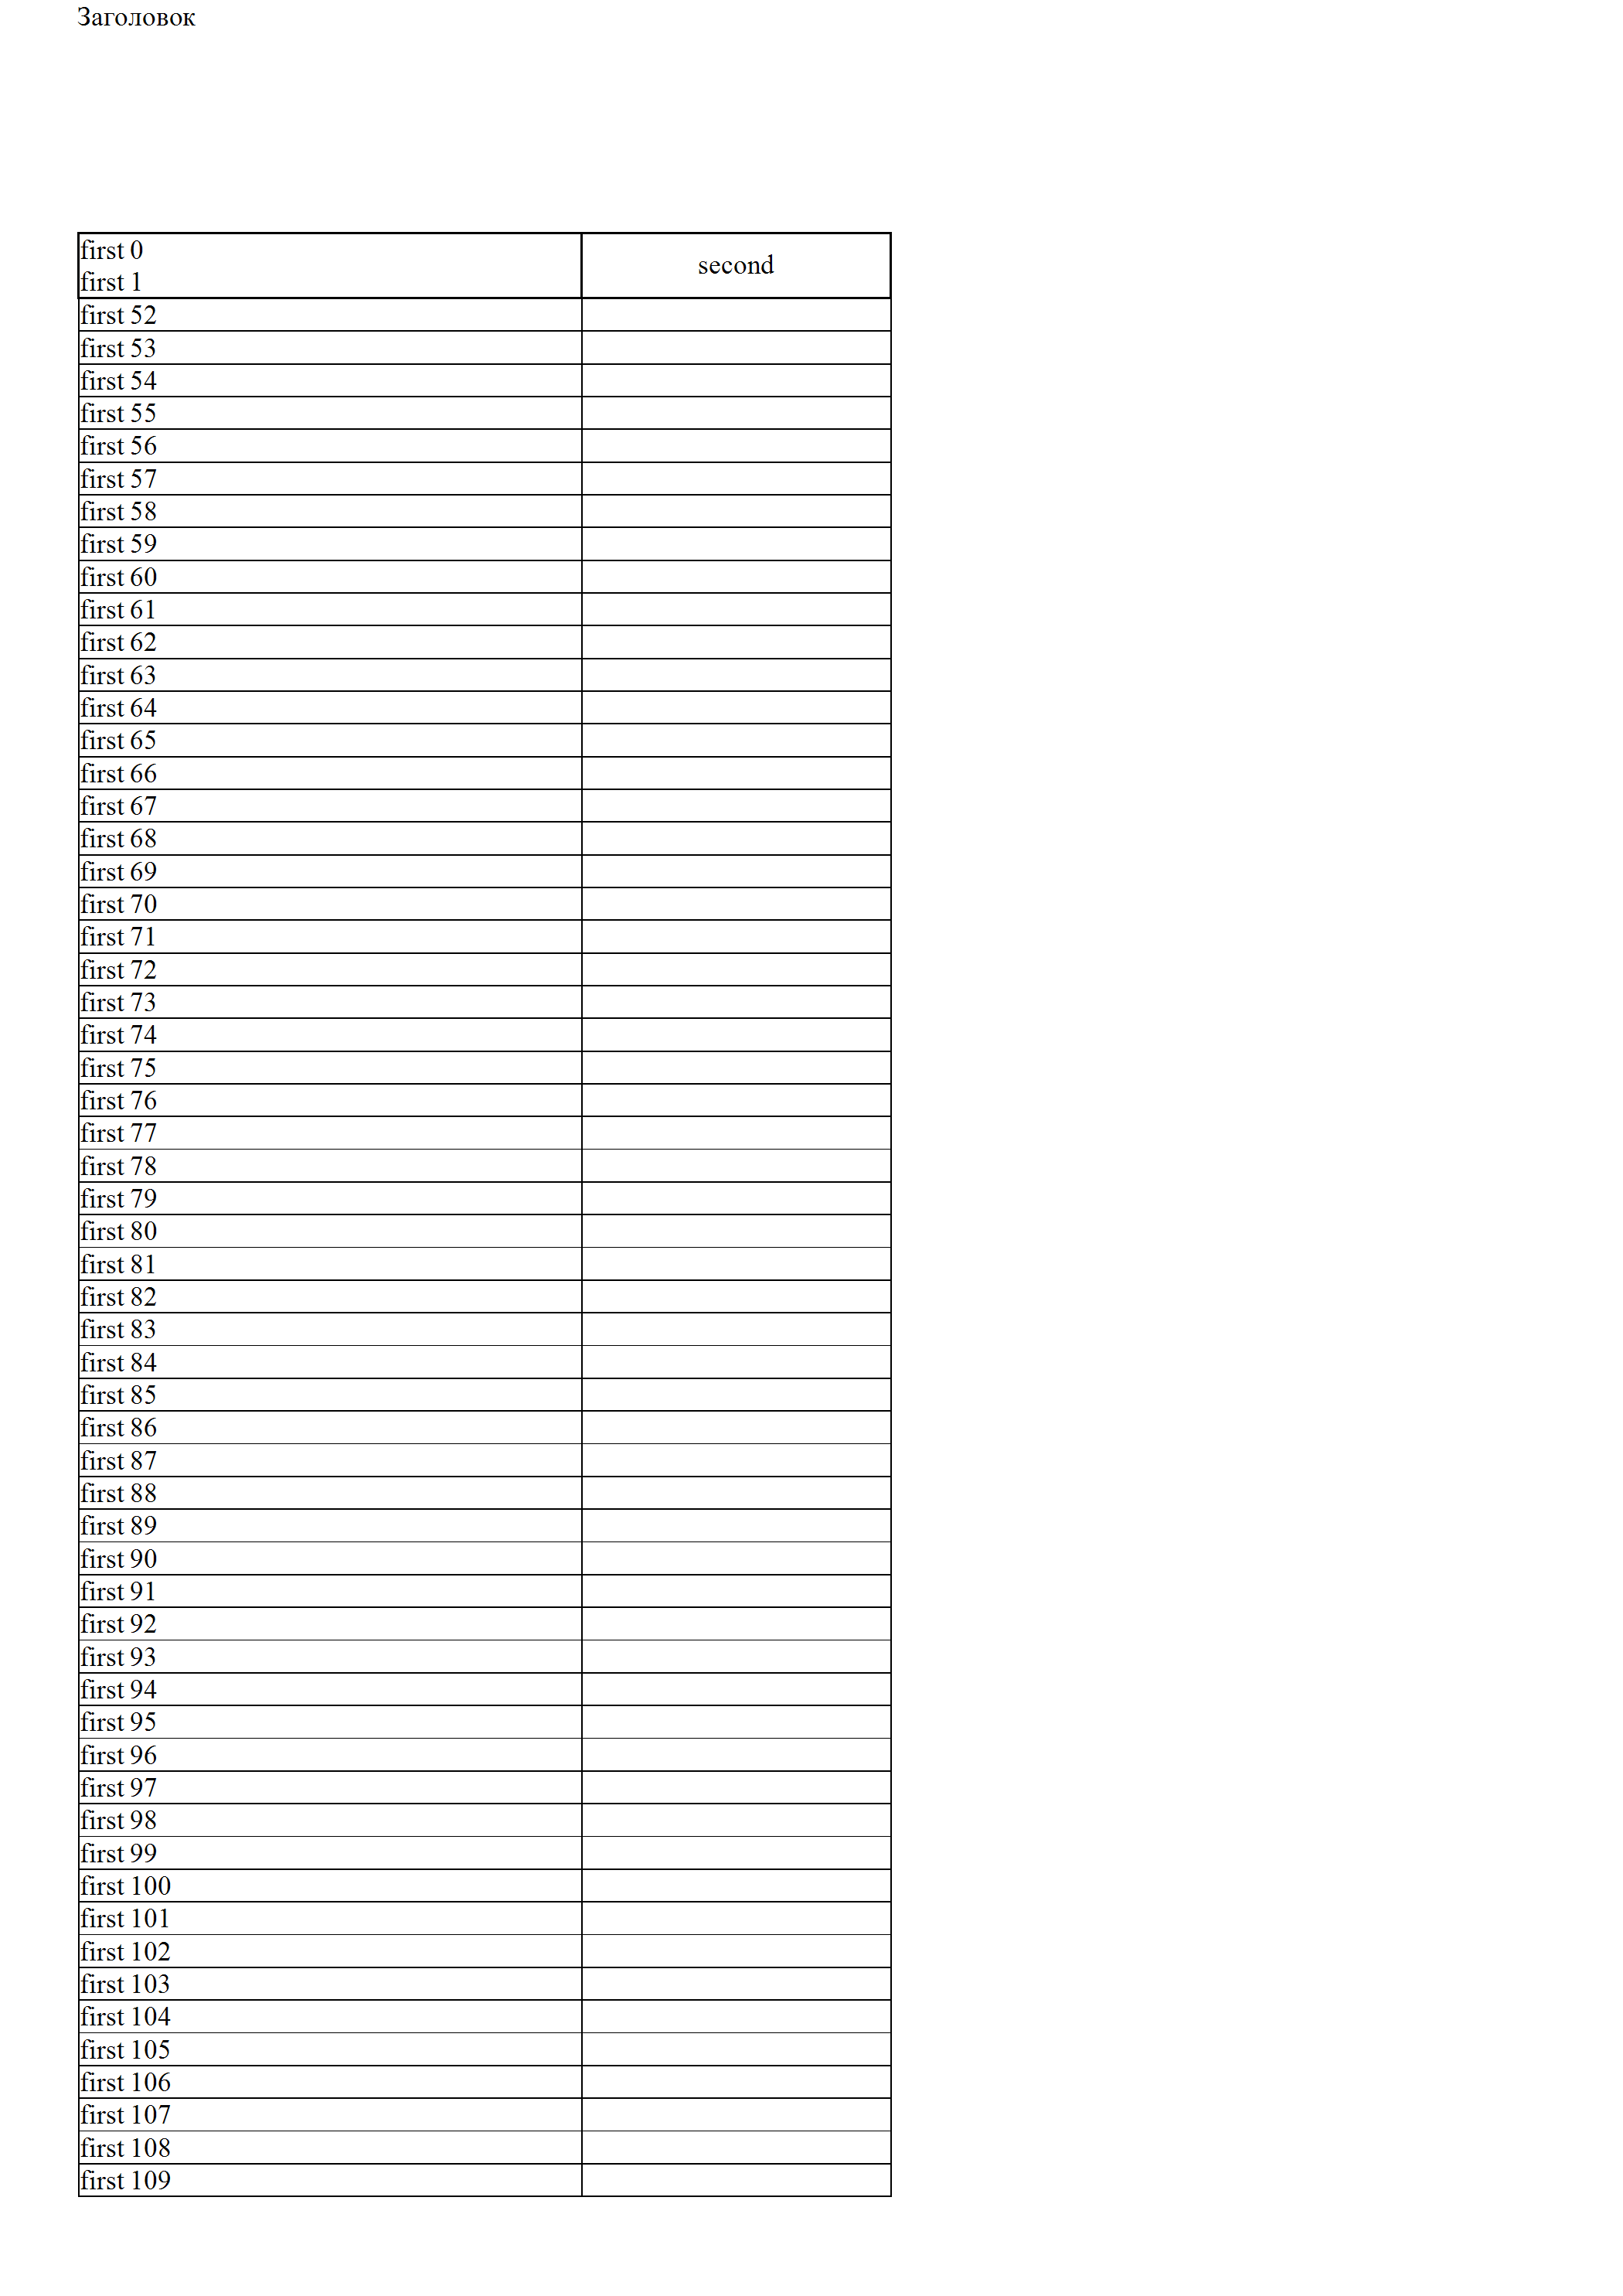 Заголовок
first 0
first 1
second
first 52
first 53
first 54
first 55
first 56
first 57
first 58
first 59
first 60
first 61
first 62
first 63
first 64
first 65
first 66
first 67
first 68
first 69
first 70
first 71
first 72
first 73
first 74
first 75
first 76
first 77
first 78
first 79
first 80
first 81
first 82
first 83
first 84
first 85
first 86
first 87
first 88
first 89
first 90
first 91
first 92
first 93
first 94
first 95
first 96
first 97
first 98
first 99
first 100
first 101
first 102
first 103
first 104
first 105
first 106
first 107
first 108
first 109